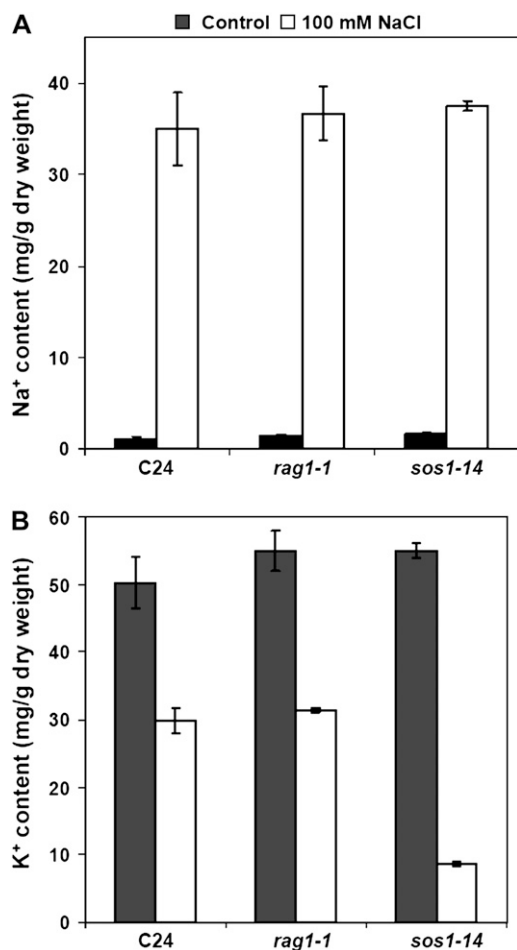 A
Control 100 mM NaCl
Na⁺ content (mg/g dry weight)
40
30
20
10
0
C24 rag1-1 sos1-14
B
K⁺ content (mg/g dry weight)
60
50
40
30
20
10
0
C24 rag1-1 sos1-14